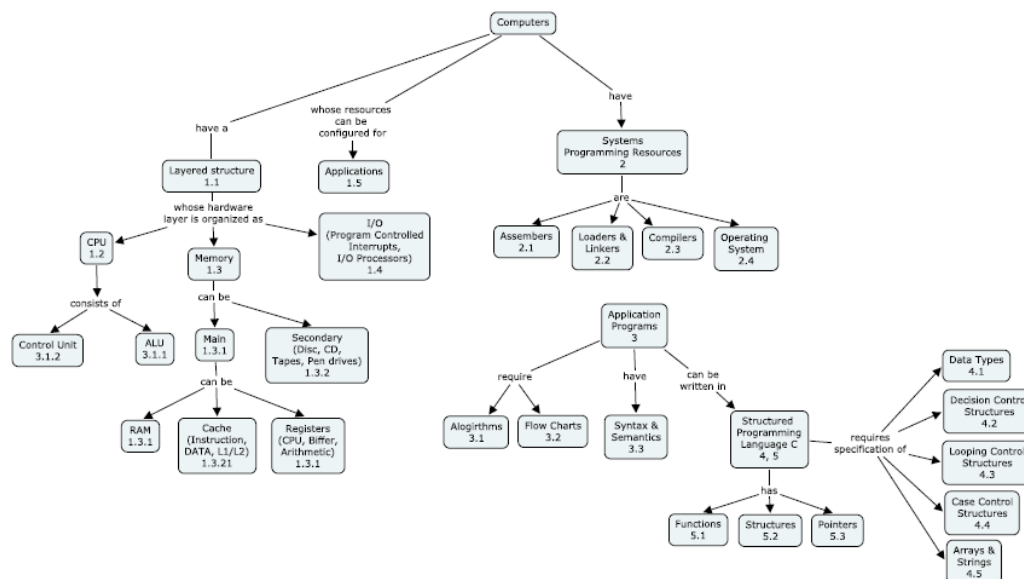 Computers
have a
whose resources
can be
configured for
have
Layered structure
1.1
Applications
1.5
Systems
Programming Resources
2
whose hardware
layer is organized as
are
CPU
1.2
Memory
1.3
I/O
(Program Controlled
Interrupts,
I/O Processors)
1.4
Assembers
2.1
Loaders &
Linkers
2.2
Compilers
2.3
Operating
System
2.4
consists of
can be
Control Unit
3.1.2
ALU
3.1.1
Main
1.3.1
Secondary
(Disc, CD,
Tapes, Pen drives)
1.3.2
can be
RAM
1.3.1
Cache
(Instruction,
DATA, L1/L2)
1.3.21
Registers
(CPU, Biffer,
Arithmetic)
1.3.1
Application
Programs
3
require
have
can be
written in
Alogirthms
3.1
Flow Charts
3.2
Syntax &
Semantics
3.3
Structured
Programming
Language C
4, 5
requires
specification of
Data Types
4.1
Decision Contro
Structures
4.2
Looping Control
Structures
4.3
Case Control
Structures
4.4
Arrays &
Strings
4.5
has
Functions
5.1
Structures
5.2
Pointers
5.3